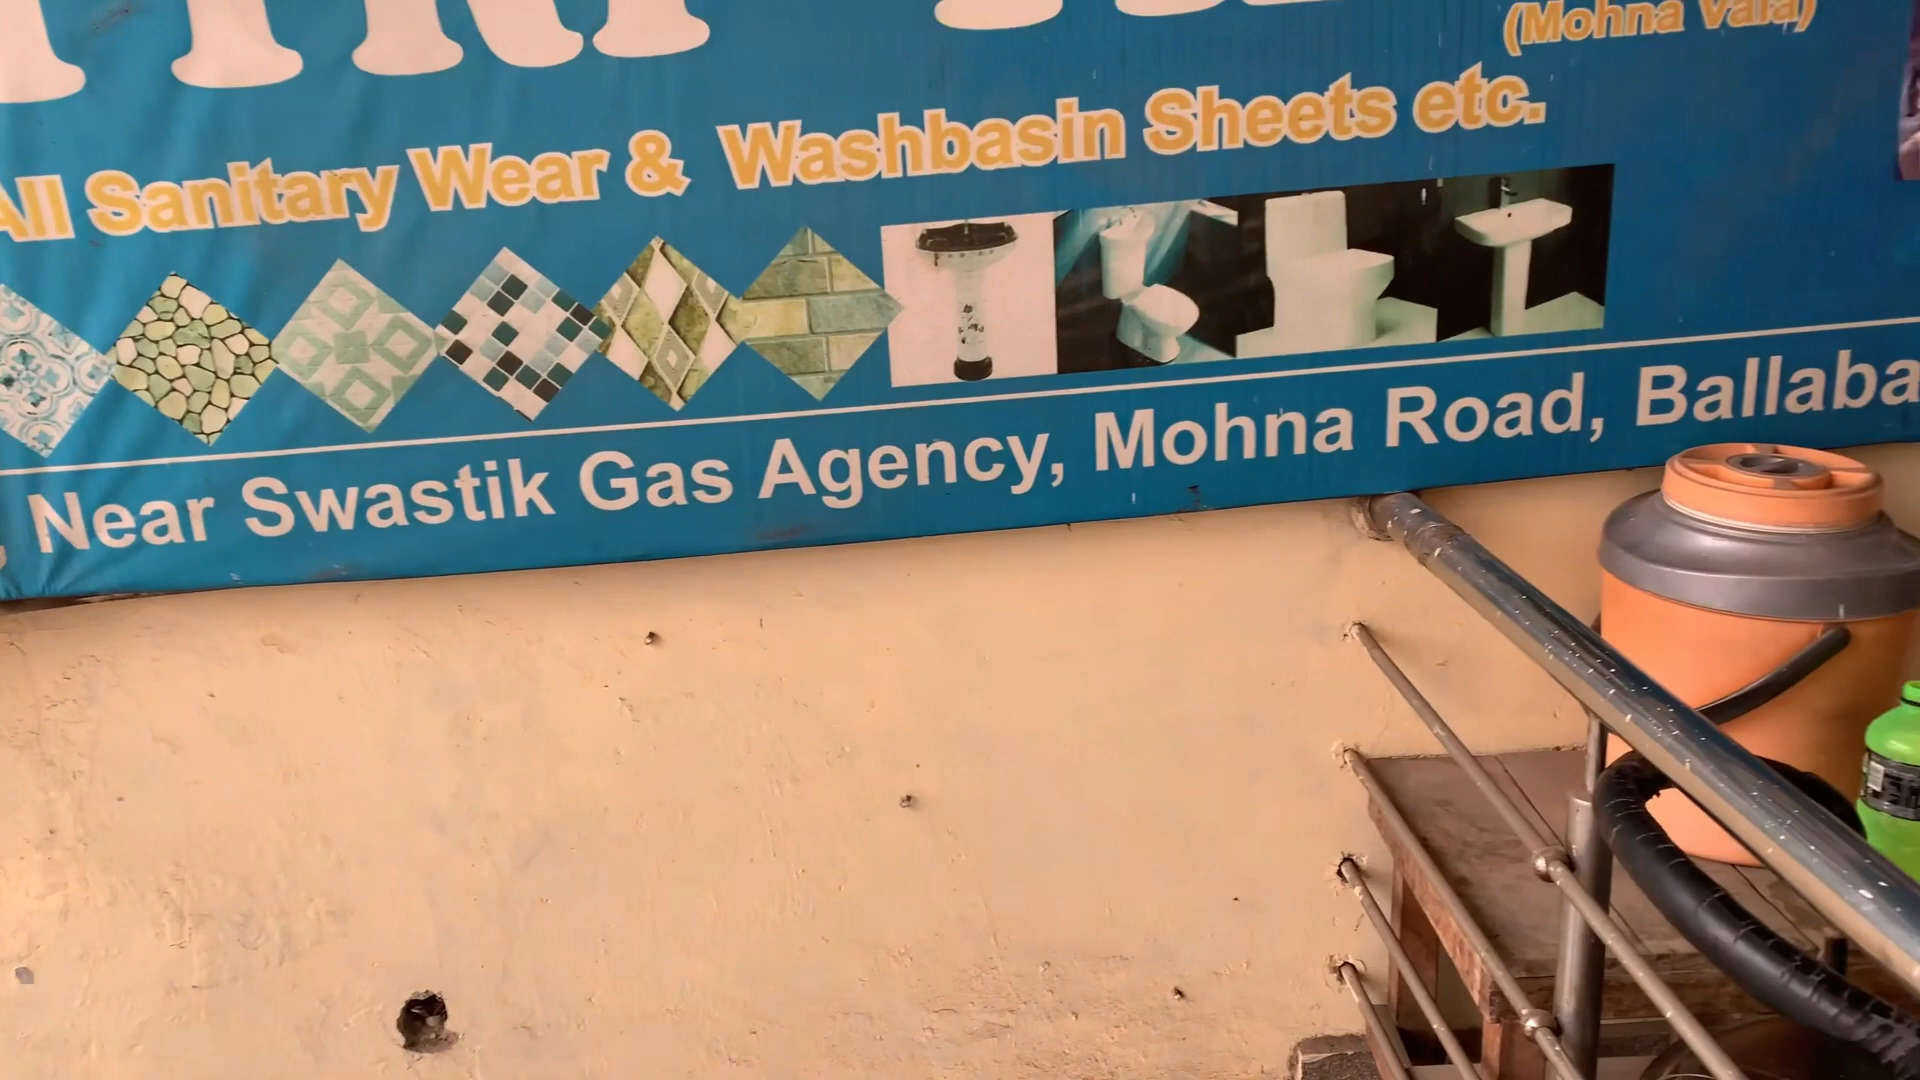 (Mohna Vala)
All Sanitary Wear & Washbasin Sheets etc.
, Near Swastik Gas Agency, Mohna Road, Ballaba